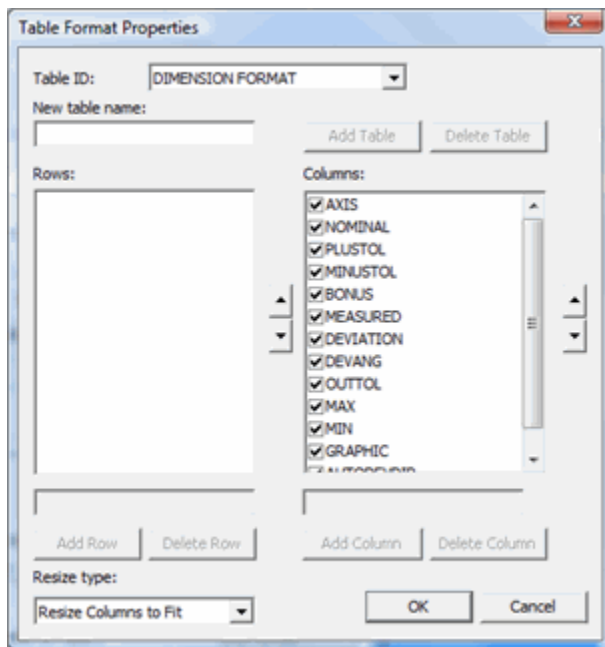 Table Format Properties
Table ID: DIMENSION FORMAT
New table name:
Add Table Delete Table
Rows: Columns:
AXIS
NOMINAL
PLUSTOL
MINUSTOL
BONUS
MEASURED
DEVIATION
DEVANG
OUTTOL
MAX
MIN
GRAPHIC
Add Row Delete Row Add Column Delete Column
Resize type:
Resize Columns to Fit OK Cancel